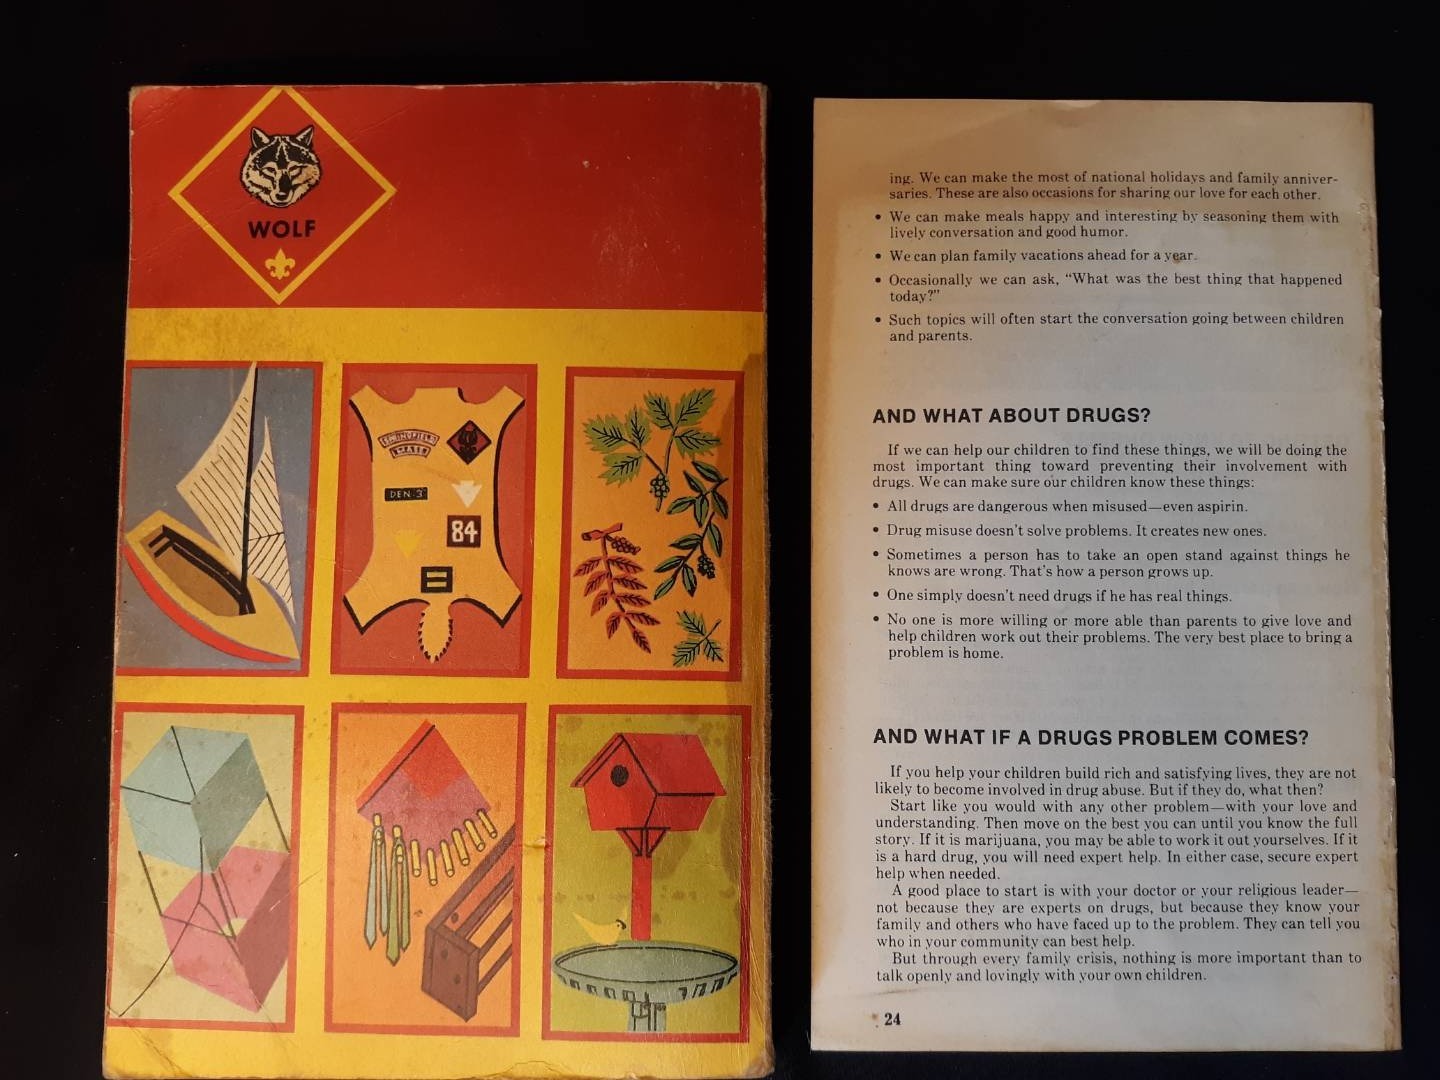 WOLF
SPRINGFIELD
MASS
DEN 3
84
ing. We can make the most of national holidays and family anniver-
saries. These are also occasions for sharing our love for each other.
• We can make meals happy and interesting by seasoning them with
lively conversation and good humor.
• We can plan family vacations ahead for a year.
• Occasionally we can ask, "What was the best thing that happened
today?"
• Such topics will often start the conversation going between children
and parents.
AND WHAT ABOUT DRUGS?
If we can help our children to find these things, we will be doing the
most important thing toward preventing their involvement with
drugs. We can make sure our children know these things:
• All drugs are dangerous when misused—even aspirin.
• Drug misuse doesn't solve problems. It creates new ones.
• Sometimes a person has to take an open stand against things he
knows are wrong. That's how a person grows up.
• One simply doesn't need drugs if he has real things.
• No one is more willing or more able than parents to give love and
help children work out their problems. The very best place to bring a
problem is home.
AND WHAT IF A DRUGS PROBLEM COMES?
If you help your children build rich and satisfying lives, they are not
likely to become involved in drug abuse. But if they do, what then?
Start like you would with any other problem—with your love and
understanding. Then move on the best you can until you know the full
story. If it is marijuana, you may be able to work it out yourselves. If it
is a hard drug, you will need expert help. In either case, secure expert
help when needed.
A good place to start is with your doctor or your religious leader—
not because they are experts on drugs, but because they know your
family and others who have faced up to the problem. They can tell you
who in your community can best help.
But through every family crisis, nothing is more important than to
talk openly and lovingly with your own children.
24